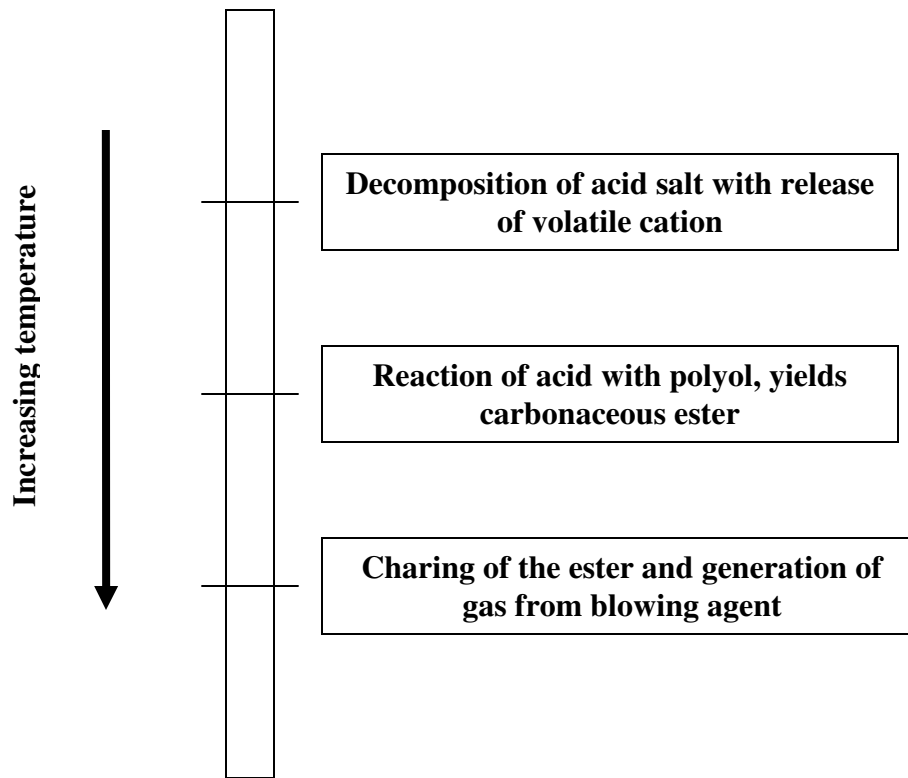 Increasing temperature
Decomposition of acid salt with release
of volatile cation
Reaction of acid with polyol, yields
carbonaceous ester
Charing of the ester and generation of
gas from blowing agent